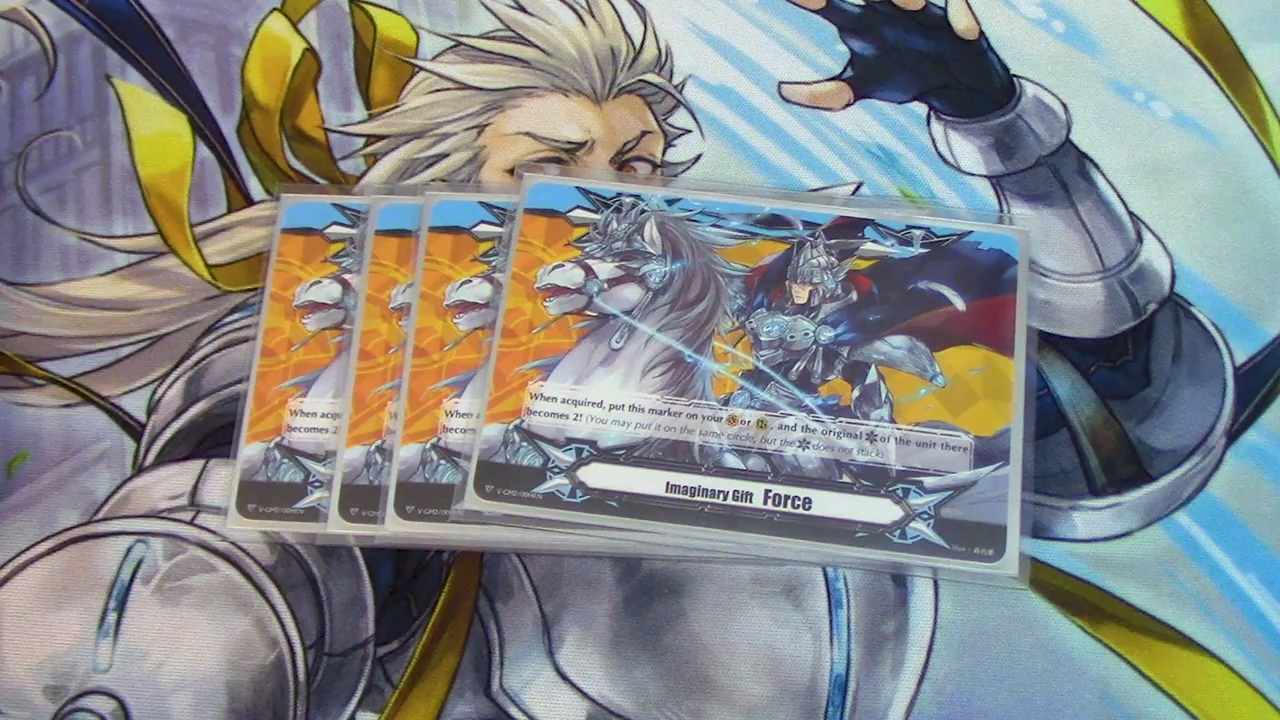 When acqu
becomes 2!
W
b
When a
becom
When acquired, put this marker on your or , and the original of the unit there
becomes 2! (You may put it on the same circle, but the does not stack)
Imaginary Gift Force